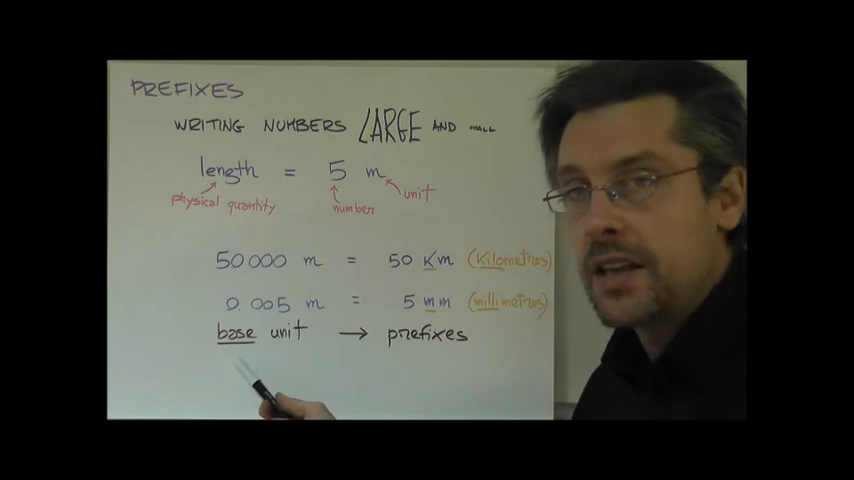 PREFIXES
WRITING NUMBERS LARGE AND SMALL
length = 5 m
physical quantity number unit
50 000 m = 50 Km (Kilometres)
0.005 m = 5 mm (millimetres)
base unit → prefixes